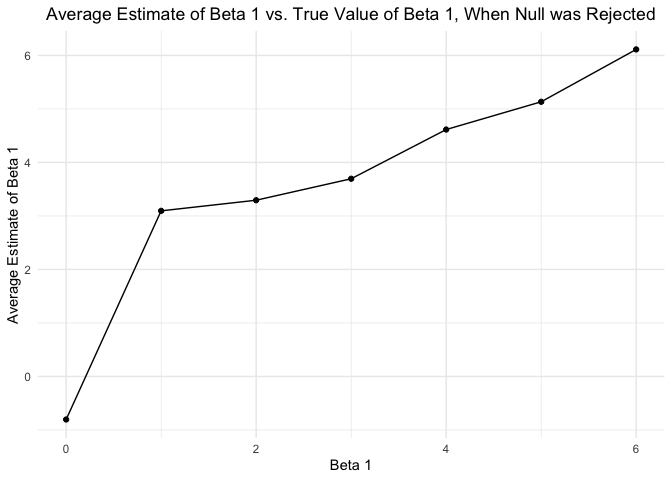 Average Estimate of Beta 1 vs. True Value of Beta 1, When Null was Rejected
Average Estimate of Beta 1
6
4
2
0
0
2
4
6
Beta 1